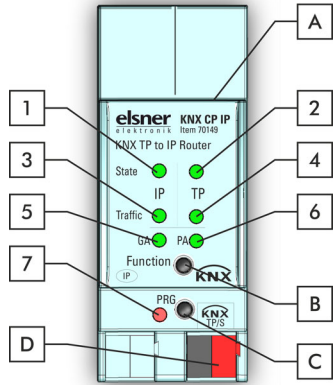 A
1
2
elsner KNX CP IP
elektronik Item 70149
KNX TP to IP Router
State
3
IP TP
4
Traffic
5
GA PA
6
Function
KNX
IP
B
7
PRG
KNX
TP/S
D
C